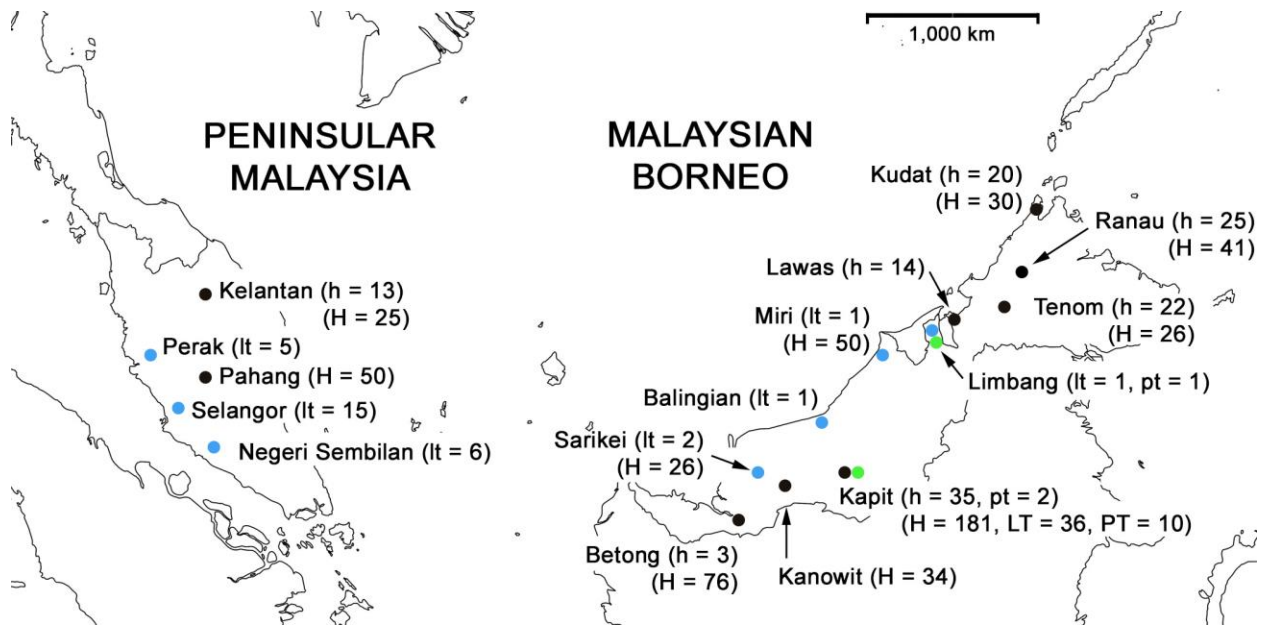 1,000 km
PENINSULAR
MALAYSIA
MALAYSIAN
BORNEO
Kelantan (h = 13)
(H = 25)
Perak (lt = 5)
Pahang (H = 50)
Selangor (lt = 15)
Negeri Sembilan (lt = 6)
Kudat (h = 20)
(H = 30)
Ranau (h = 25)
(H = 41)
Lawas (h = 14)
Tenom (h = 22)
(H = 26)
Miri (lt = 1)
(H = 50)
Limbang (lt = 1, pt = 1)
Balingian (lt = 1)
Sarikei (lt = 2)
(H = 26)
Kapit (h = 35, pt = 2)
(H = 181, LT = 36, PT = 10)
Betong (h = 3)
(H = 76)
Kanowit (H = 34)